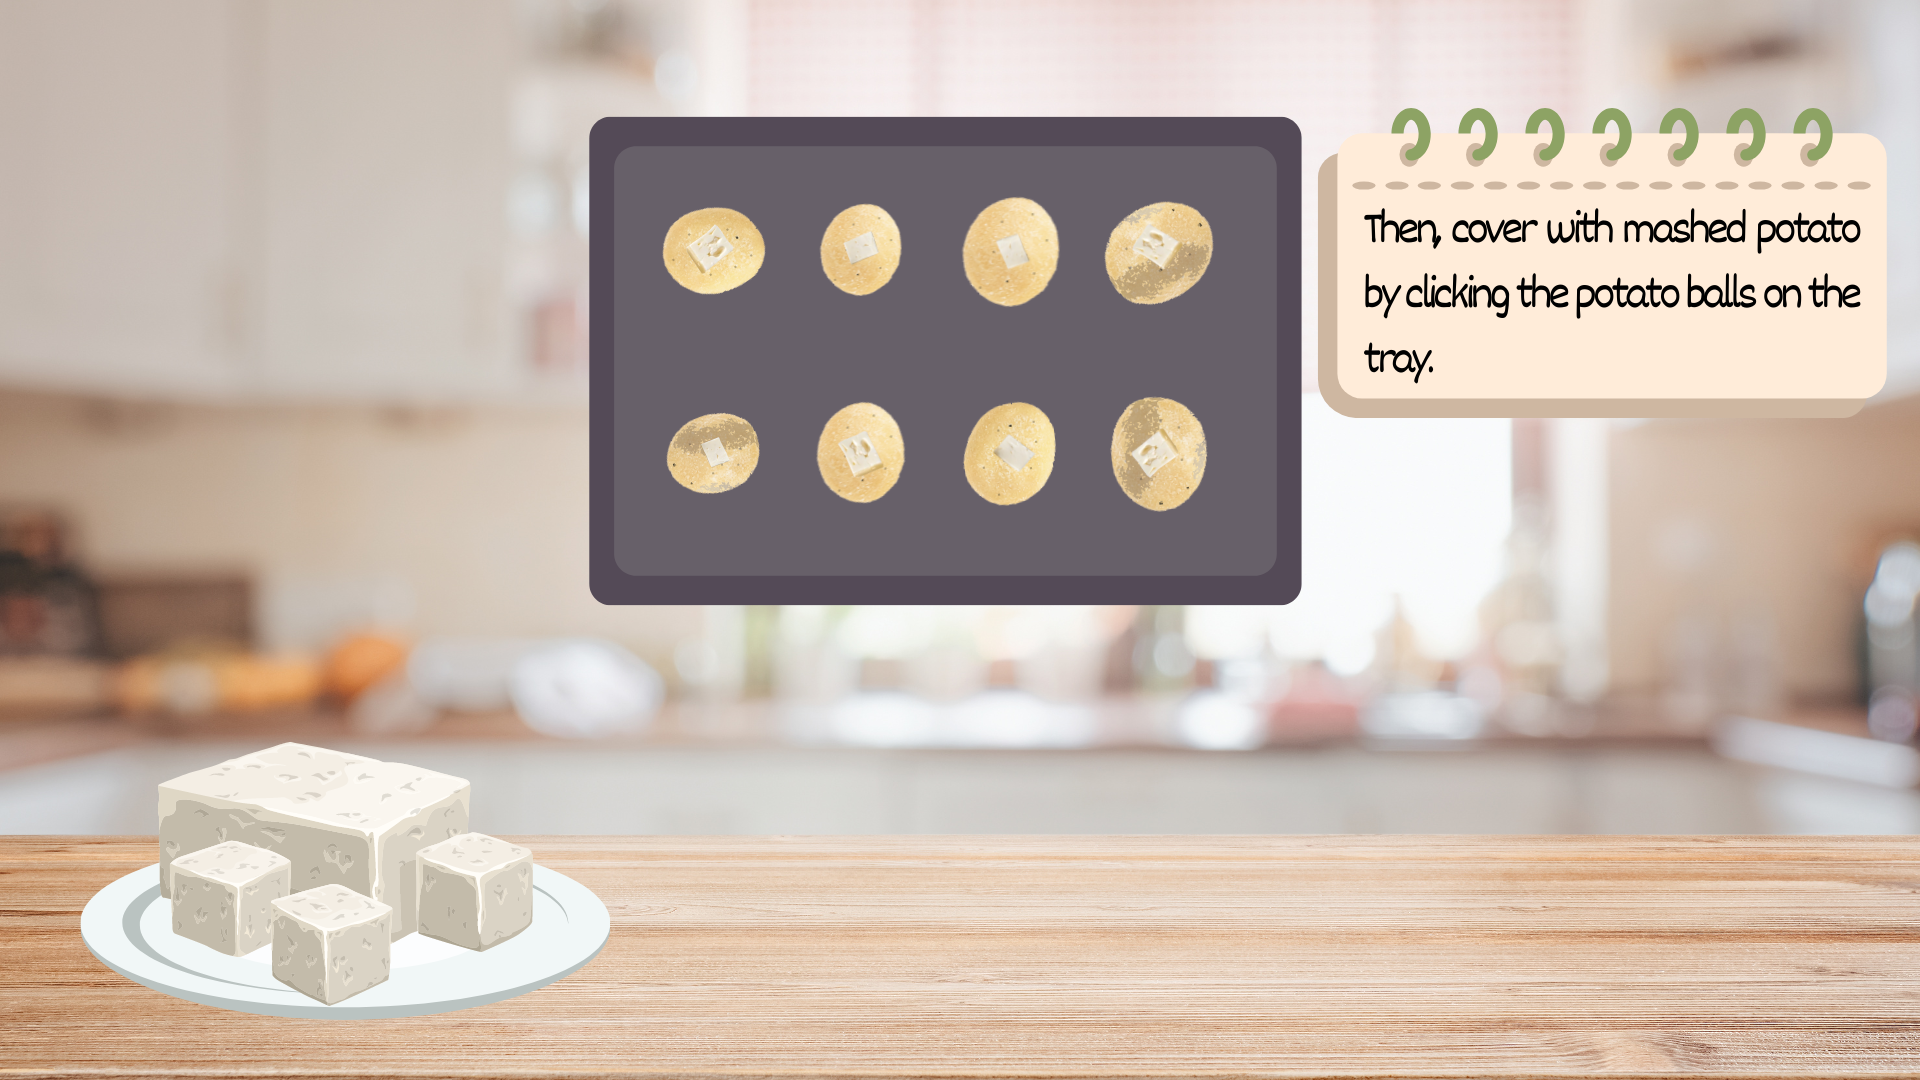 Then, cover with mashed potato
by clicking the potato balls on the
tray.